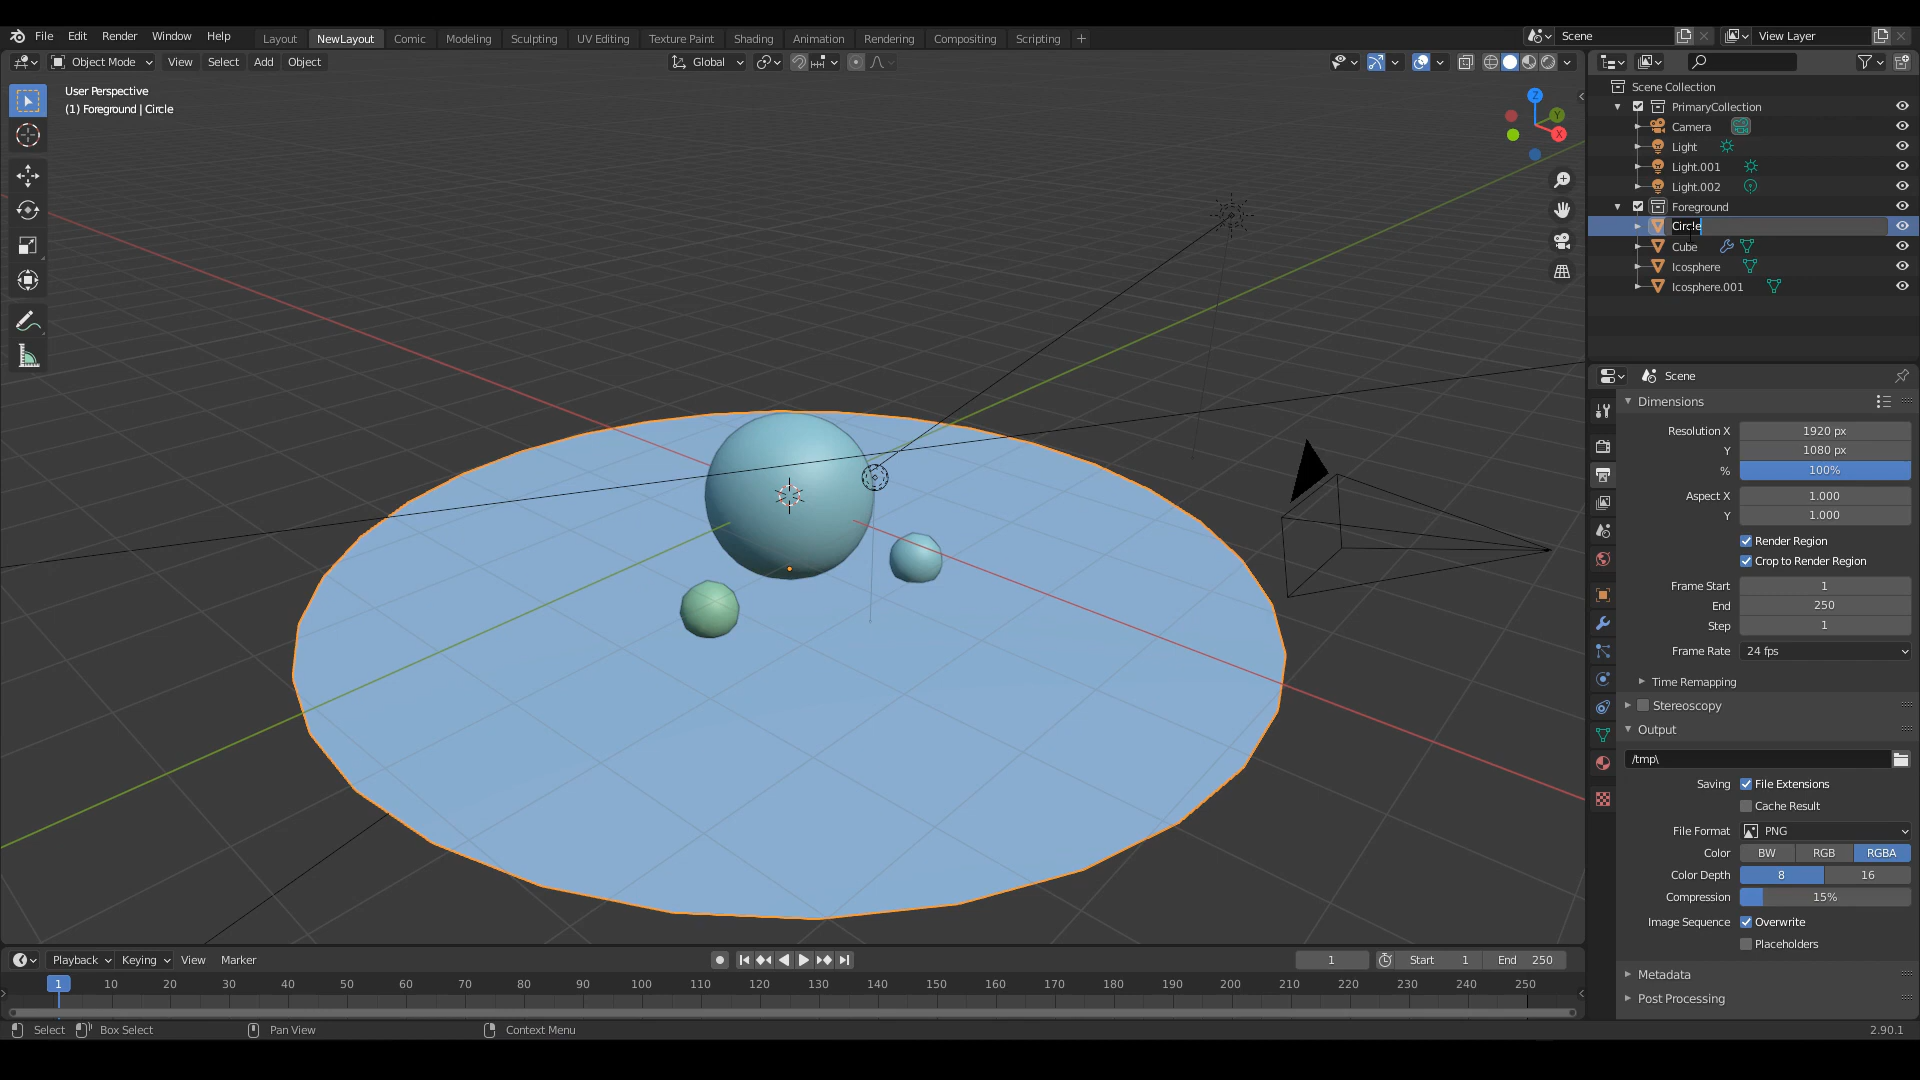 File Edit Render Window Help Layout NewLayout Comic Modeling Sculpting UV Editing Texture Paint Shading Animation Rendering Compositing Scripting + Scene View Layer
Object Mode View Select Add Object Global
User Perspective
(1) Foreground | Circle
Z
Y
X
Scene Collection
PrimaryCollection
Camera
Light
Light.001
Light.002
Foreground
Circle
Cube
Icosphere
Icosphere.001
Scene
Dimensions
Resolution X 1920 px
Y 1080 px
% 100%
Aspect X 1.000
Y 1.000
Render Region
Crop to Render Region
Frame Start 1
End 250
Step 1
Frame Rate 24 fps
Time Remapping
Stereoscopy
Output
/tmp\
Saving File Extensions
Cache Result
File Format PNG
Color BW RGB RGBA
Color Depth 8 16
Compression 15%
Image Sequence Overwrite
Placeholders
Metadata
Post Processing
Playback Keying View Marker 1 Start 1 End 250
1 10 20 30 40 50 60 70 80 90 100 110 120 130 140 150 160 170 180 190 200 210 220 230 240 250
Select Box Select Pan View Context Menu 2.90.1